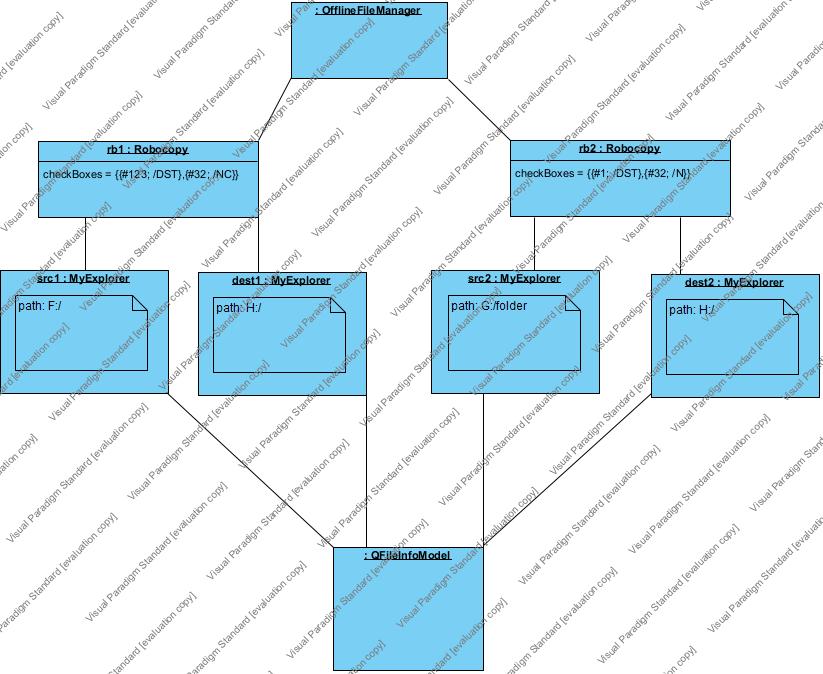 : OfflineFileManager
rb1 : Robocopy
checkBoxes = {{#123; /DST},{#32; /NC}}
rb2 : Robocopy
checkBoxes = {{#1; /DST},{#32; /N}}
src1 : MyExplorer
path: F:/
dest1 : MyExplorer
path: H:/
src2 : MyExplorer
path: G:/folder
dest2 : MyExplorer
path: H:/
: QFileInfoModel
Visual Paradigm Standard [evaluation copy]